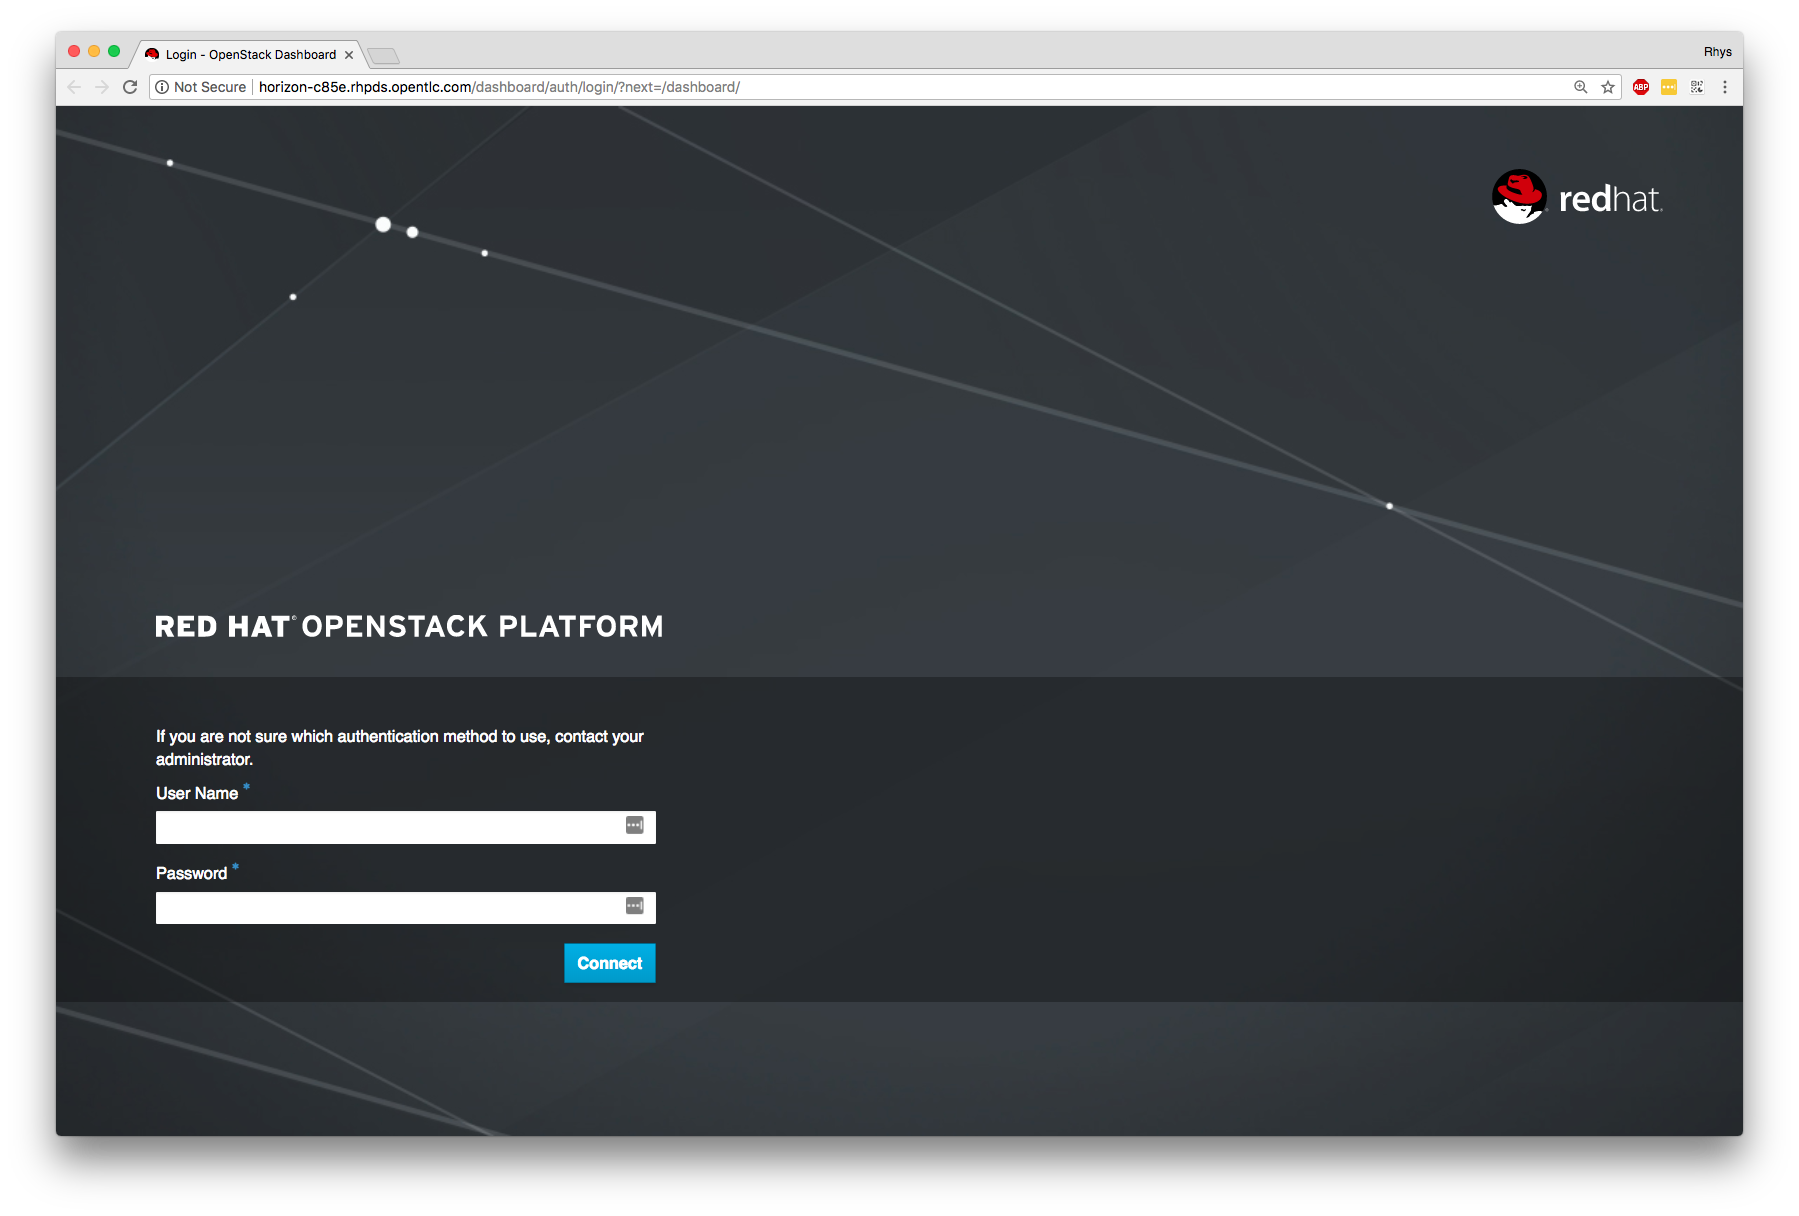 Login - OpenStack Dashboard
Rhys
Not Secure horizon-c85e.rhpds.opentlc.com/dashboard/auth/login/?next=/dashboard/
ABP
redhat.
RED HAT® OPENSTACK PLATFORM
If you are not sure which authentication method to use, contact your
administrator.
User Name *
Password *
Connect